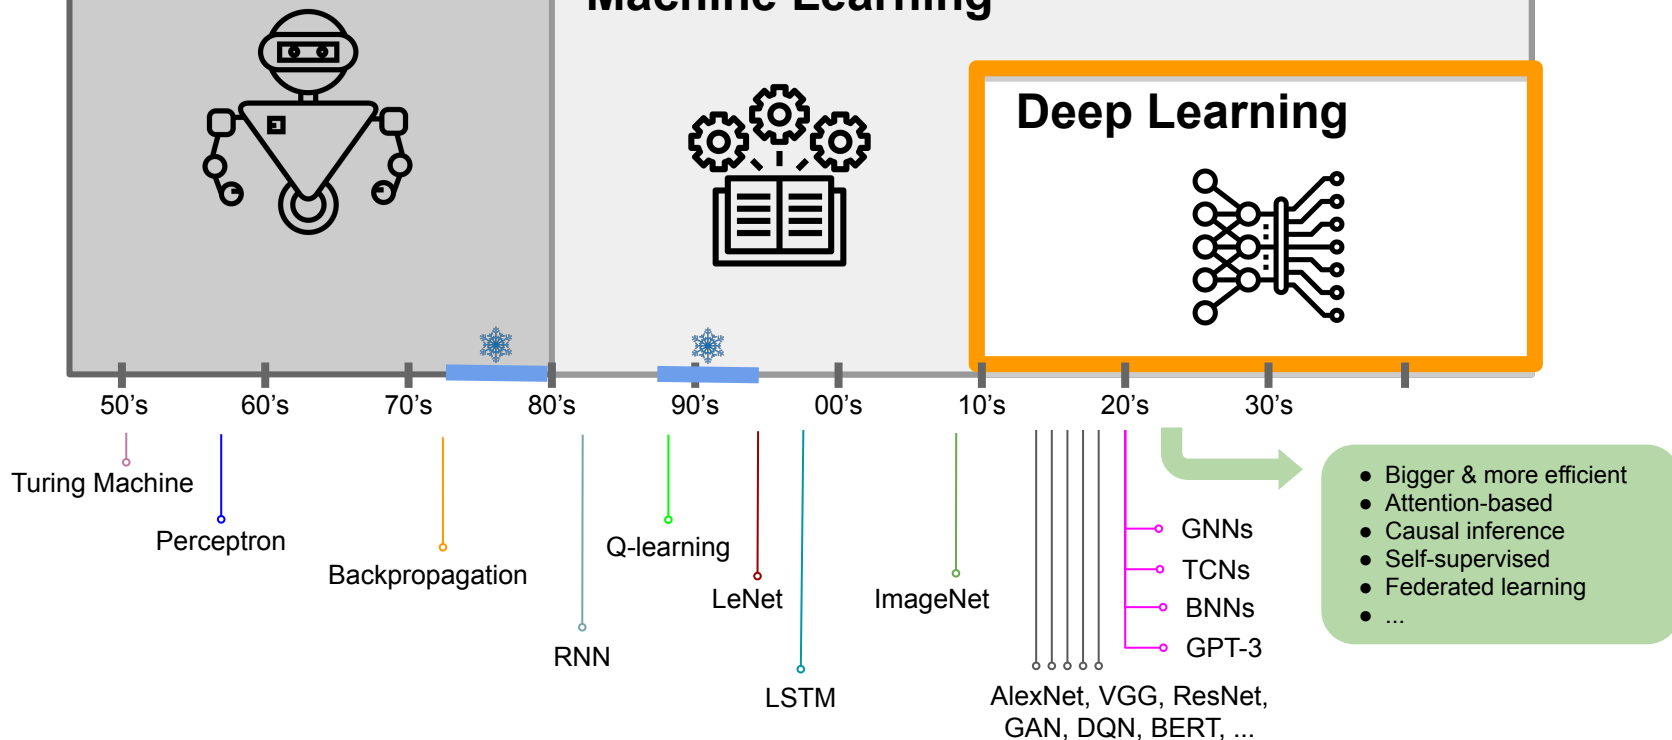 Machine Learning
Deep Learning
50's
60's
70's
80's
90's
00's
10's
20's
30's
Turing Machine
Perceptron
Backpropagation
RNN
Q-learning
LeNet
LSTM
ImageNet
AlexNet, VGG, ResNet,
GAN, DQN, BERT, ...
GNNs
TCNs
BNNs
GPT-3
● Bigger & more efficient
● Attention-based
● Causal inference
● Self-supervised
● Federated learning
● ...